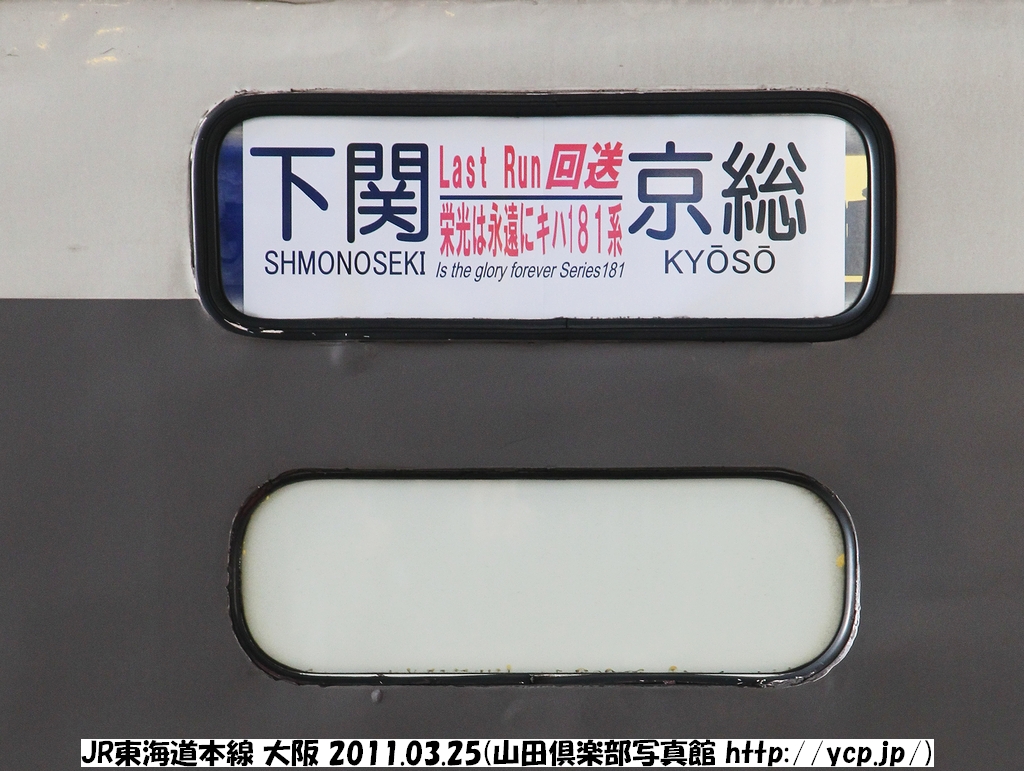 下関 Last Run 回送 京総
栄光は永遠にキハ181系
SHMONOSEKI Is the glory forever Series181 KYŌSŌ
JR東海道本線 大阪 2011.03.25(山田倶楽部写真館 http://ycp.jp/)